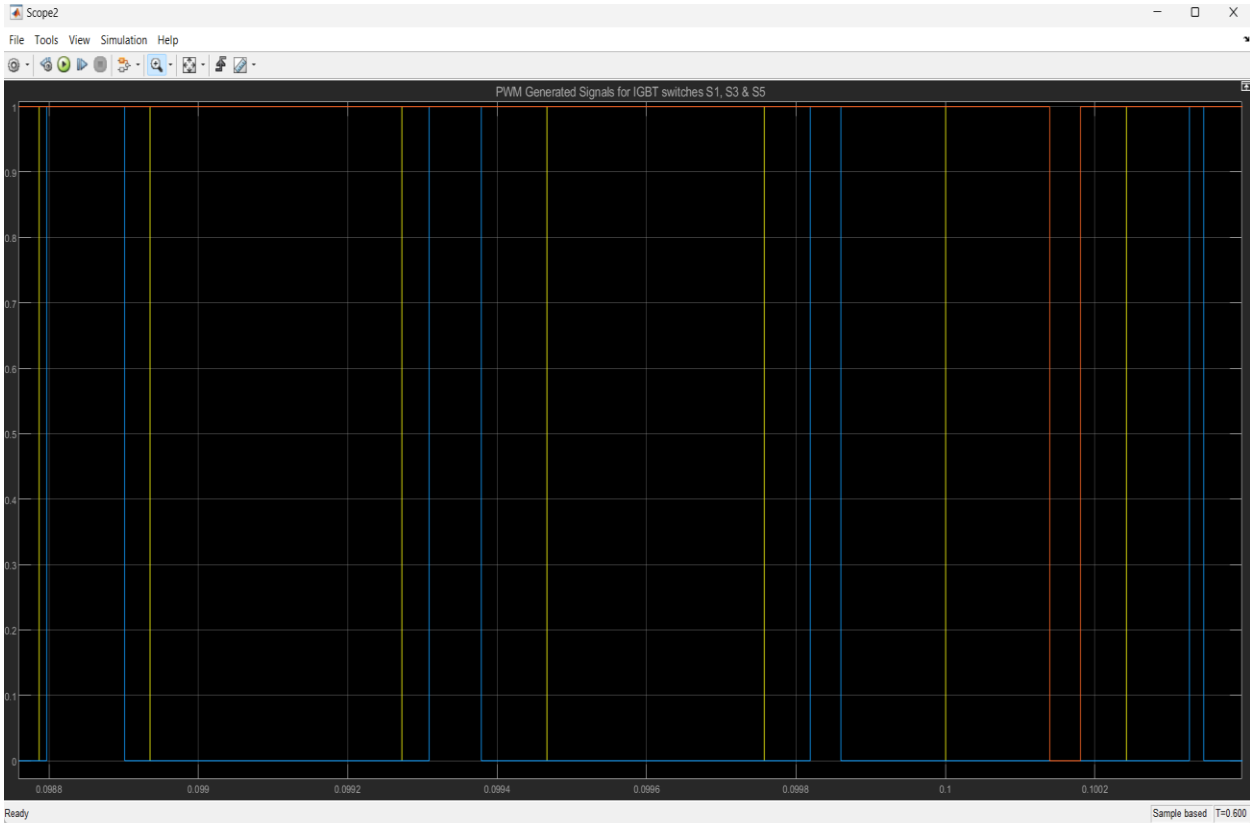 Scope2
File Tools View Simulation Help
PWM Generated Signals for IGBT switches S1, S3 & S5
1
0.9
0.8
0.7
0.6
0.5
0.4
0.3
0.2
0.1
0
0.0988 0.099 0.0992 0.0994 0.0996 0.0998 0.1 0.1002
Ready Sample based T=0.600